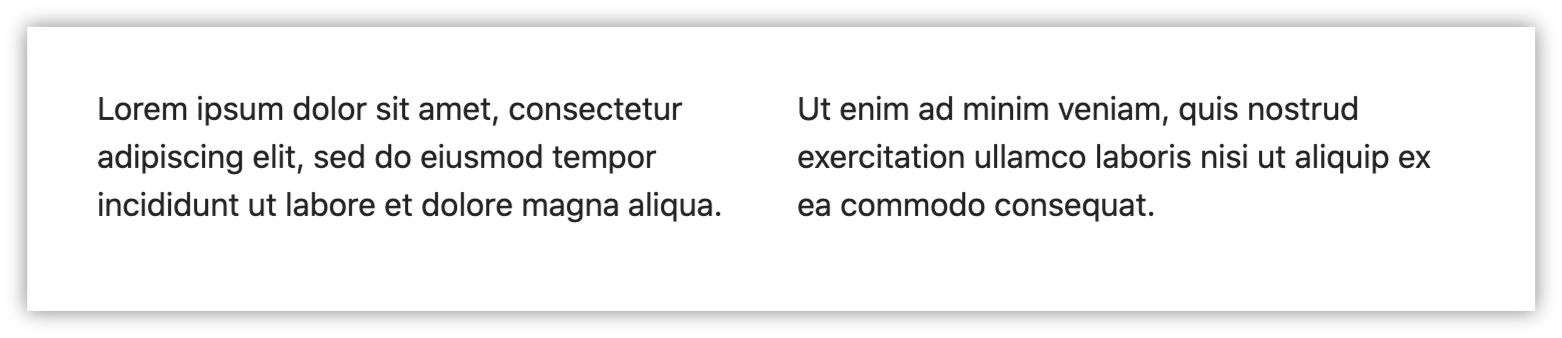 Lorem ipsum dolor sit amet, consectetur
adipiscing elit, sed do eiusmod tempor
incididunt ut labore et dolore magna aliqua.
Ut enim ad minim veniam, quis nostrud
exercitation ullamco laboris nisi ut aliquip ex
ea commodo consequat.